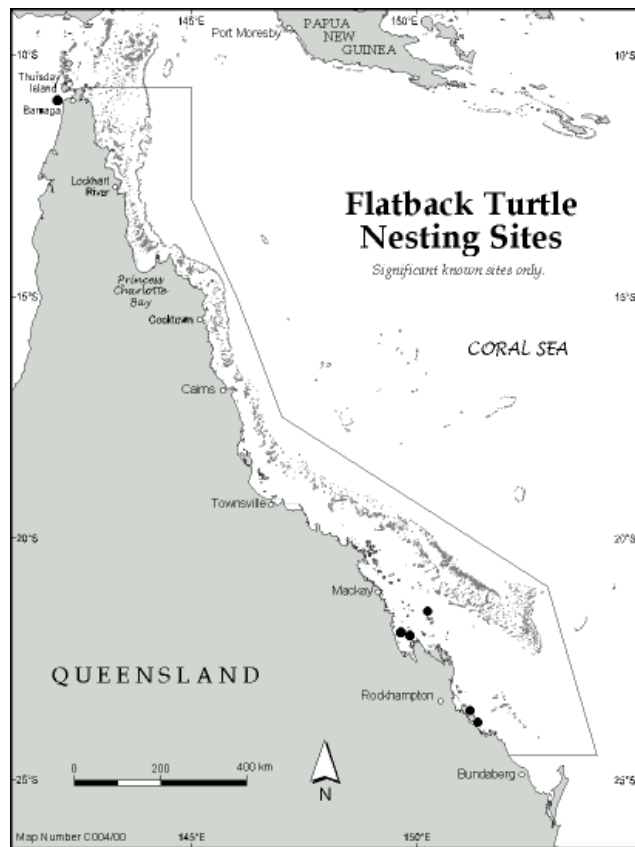 145°E
150°E
PAPUA
NEW
GUINEA
Port Moresby
10°S
10°S
Thursday
Island
Bamaga
Lockhart
River
Flatback Turtle
Nesting Sites
Significant known sites only.
Princess
Charlotte
Bay
15°S
15°S
Cooktown
CORAL SEA
Cairns
Townsville
20°S
20°S
Mackay
QUEENSLAND
Rockhampton
0
200
400 km
N
Bundaberg
25°S
25°S
Map Number C004/00
145°E
150°E